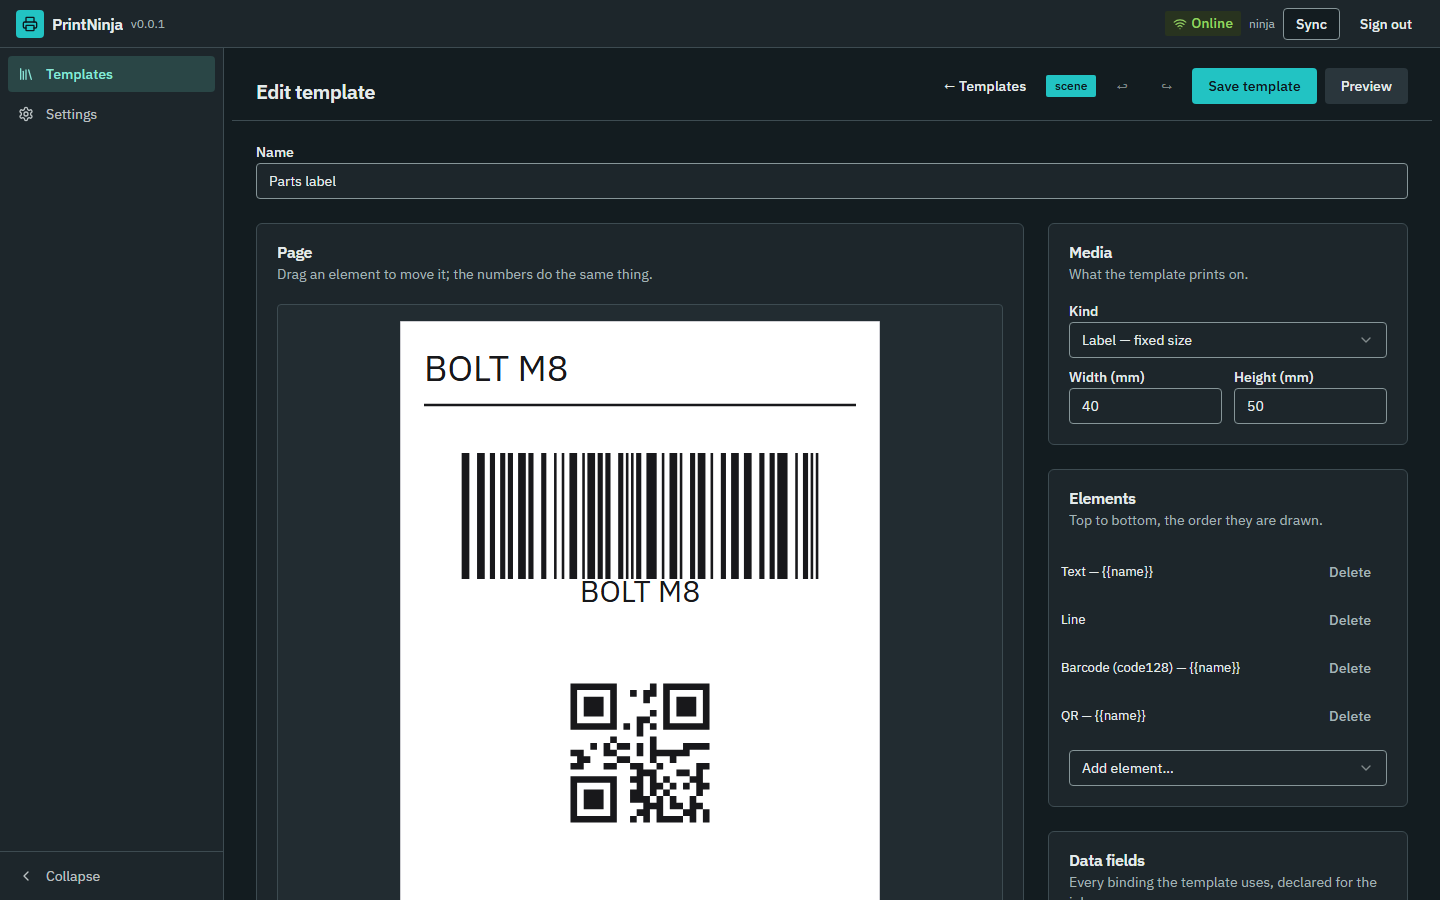 PrintNinja v0.0.1
Online ninja Sync Sign out
Templates
Settings
Edit template
← Templates scene ↩ ↪ Save template Preview
Name
Parts label
Page
Drag an element to move it; the numbers do the same thing.
BOLT M8
BOLT M8
Media
What the template prints on.
Kind
Label — fixed size
Width (mm) Height (mm)
40 50
Elements
Top to bottom, the order they are drawn.
Text — {{name}} Delete
Line Delete
Barcode (code128) — {{name}} Delete
QR — {{name}} Delete
Add element...
Data fields
Every binding the template uses, declared for the
Collapse